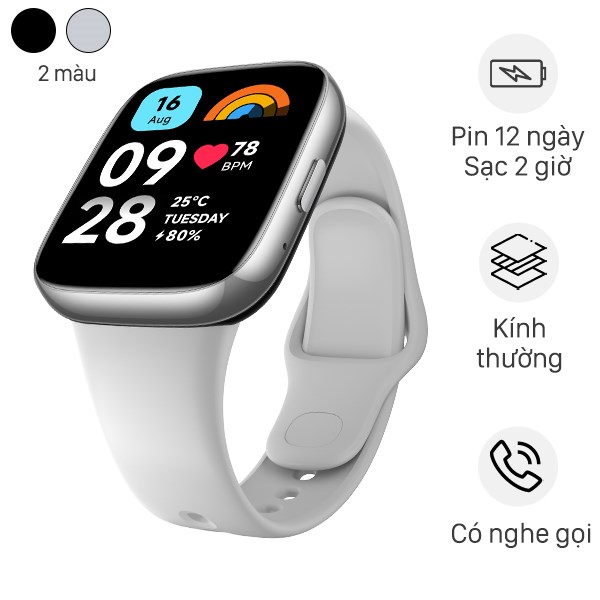 2 màu
16
Aug
09
78
BPM
28
25°C
TUESDAY
80%
Pin 12 ngày
Sạc 2 giờ
Kính
thường
Có nghe gọi